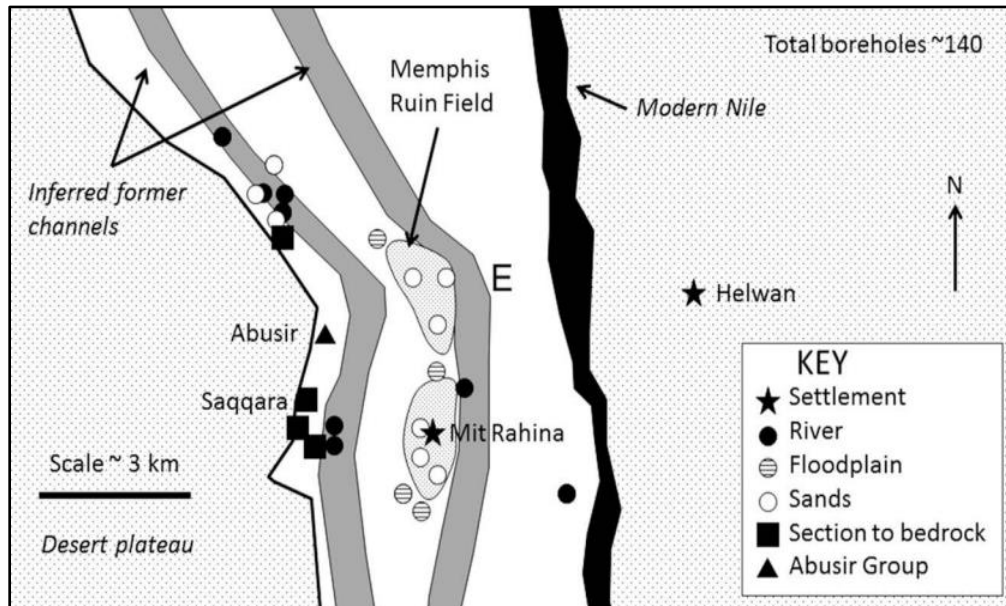 Total boreholes ~140
Memphis
Ruin Field
Modern Nile
Inferred former
channels
N
E
Helwan
Abusir
Saqqara
Mit Rahina
Scale ~ 3 km
Desert plateau
KEY
Settlement
River
Floodplain
Sands
Section to bedrock
Abusir Group